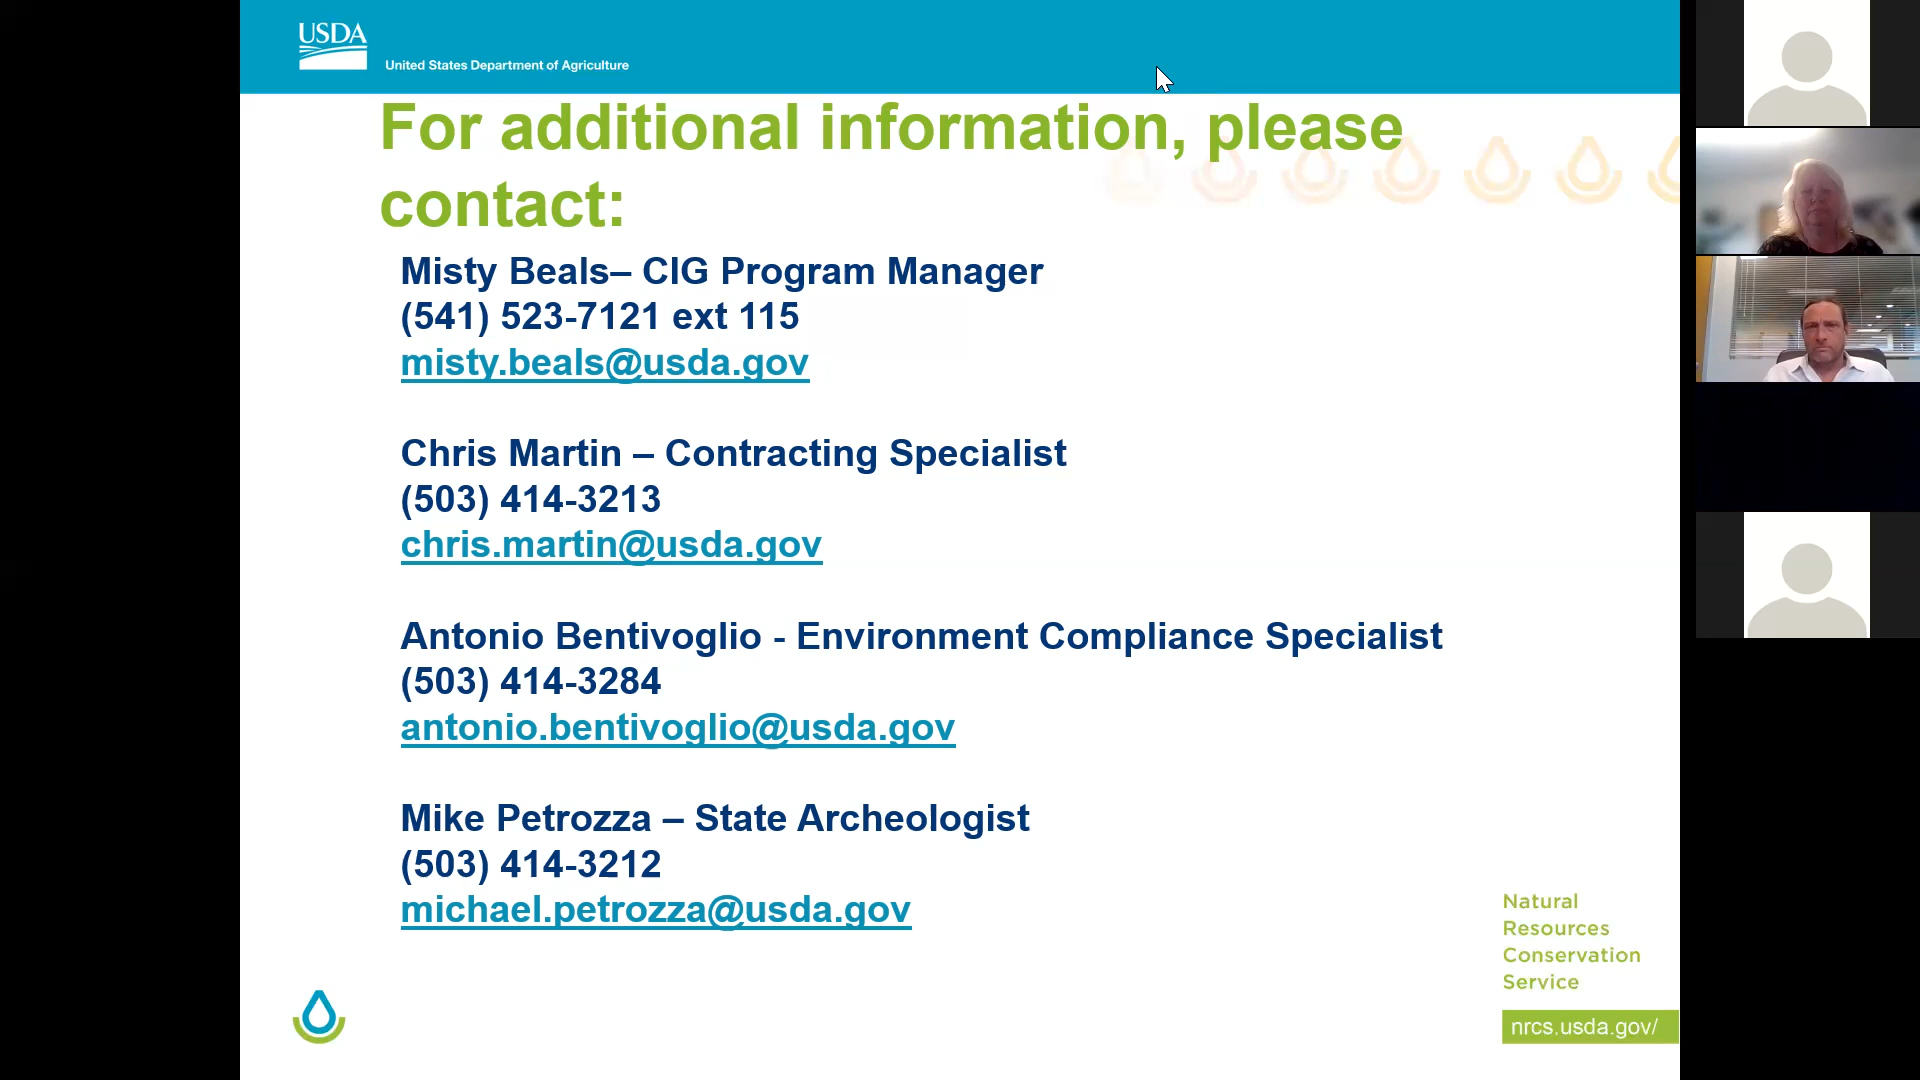 USDA
United States Department of Agriculture
For additional information, please
contact:
Misty Beals– CIG Program Manager
(541) 523-7121 ext 115
misty.beals@usda.gov
Chris Martin – Contracting Specialist
(503) 414-3213
chris.martin@usda.gov
Antonio Bentivoglio - Environment Compliance Specialist
(503) 414-3284
antonio.bentivoglio@usda.gov
Mike Petrozza – State Archeologist
(503) 414-3212
michael.petrozza@usda.gov
Natural
Resources
Conservation
Service
nrcs.usda.gov/